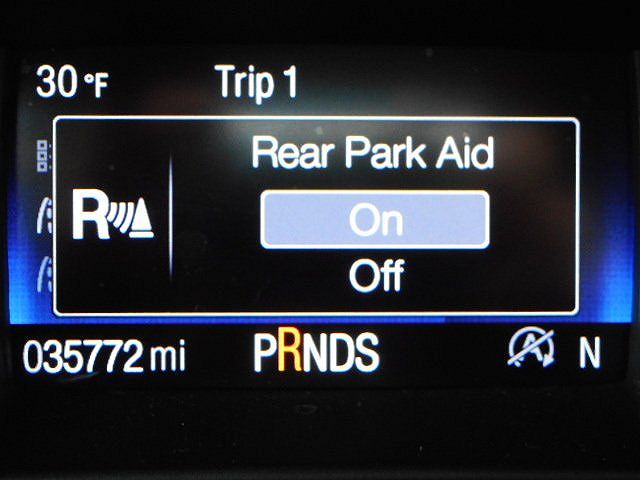 30 °F Trip 1
Rear Park Aid
R
On
Off
035772 mi PRNDS A N